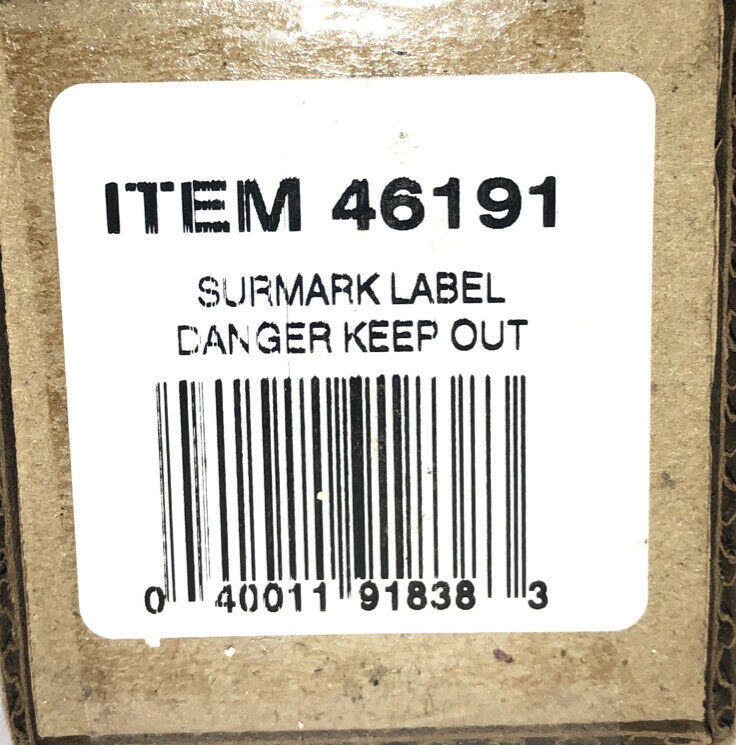 ITEM 46191
SURMARK LABEL
DANGER KEEP OUT
0 40011 91838 3